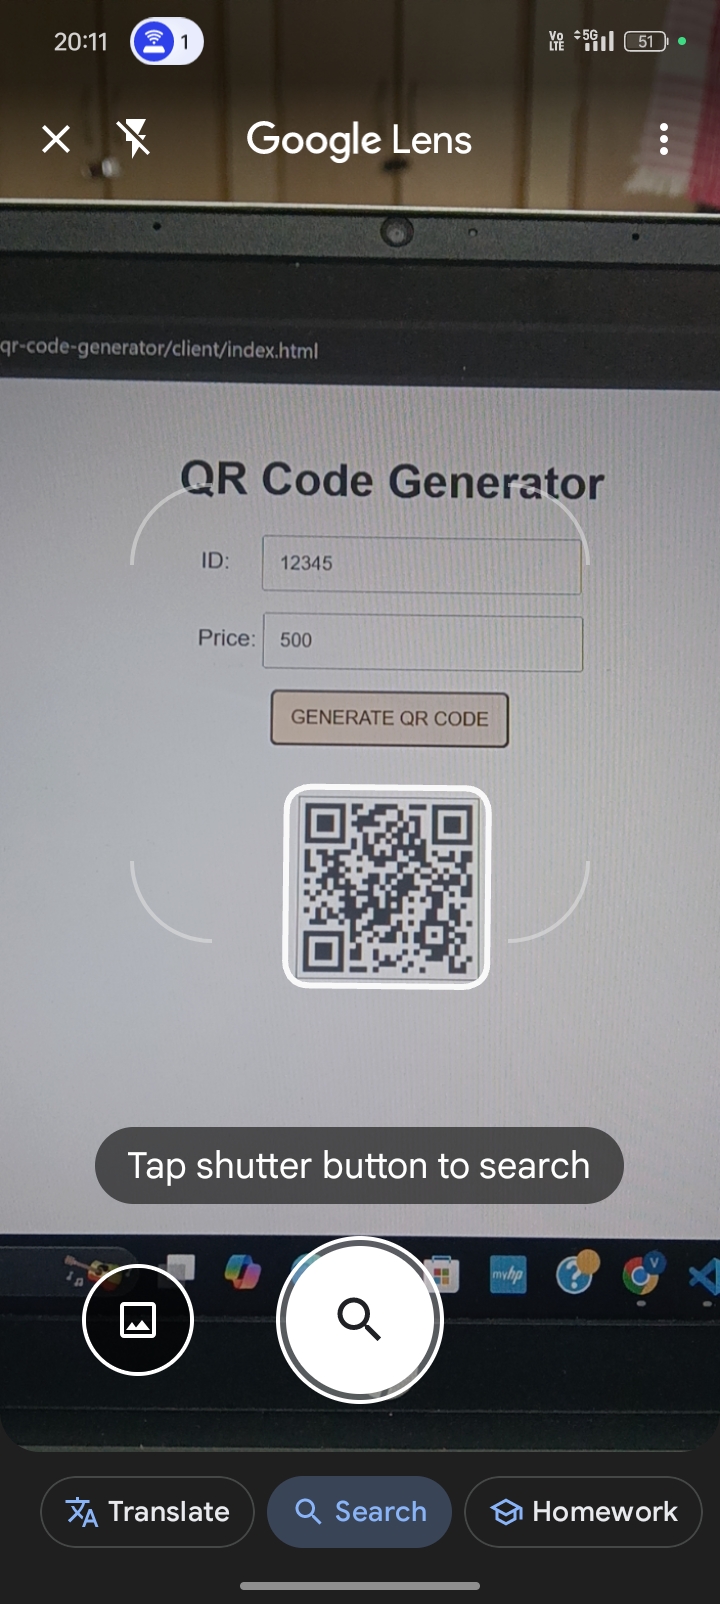 20:11
1
Vo
LTE
5G
51
Google Lens
qr-code-generator/client/index.html
QR Code Generator
ID:
12345
Price:
500
GENERATE QR CODE
Tap shutter button to search
myhp
?
V
Translate
Search
Homework